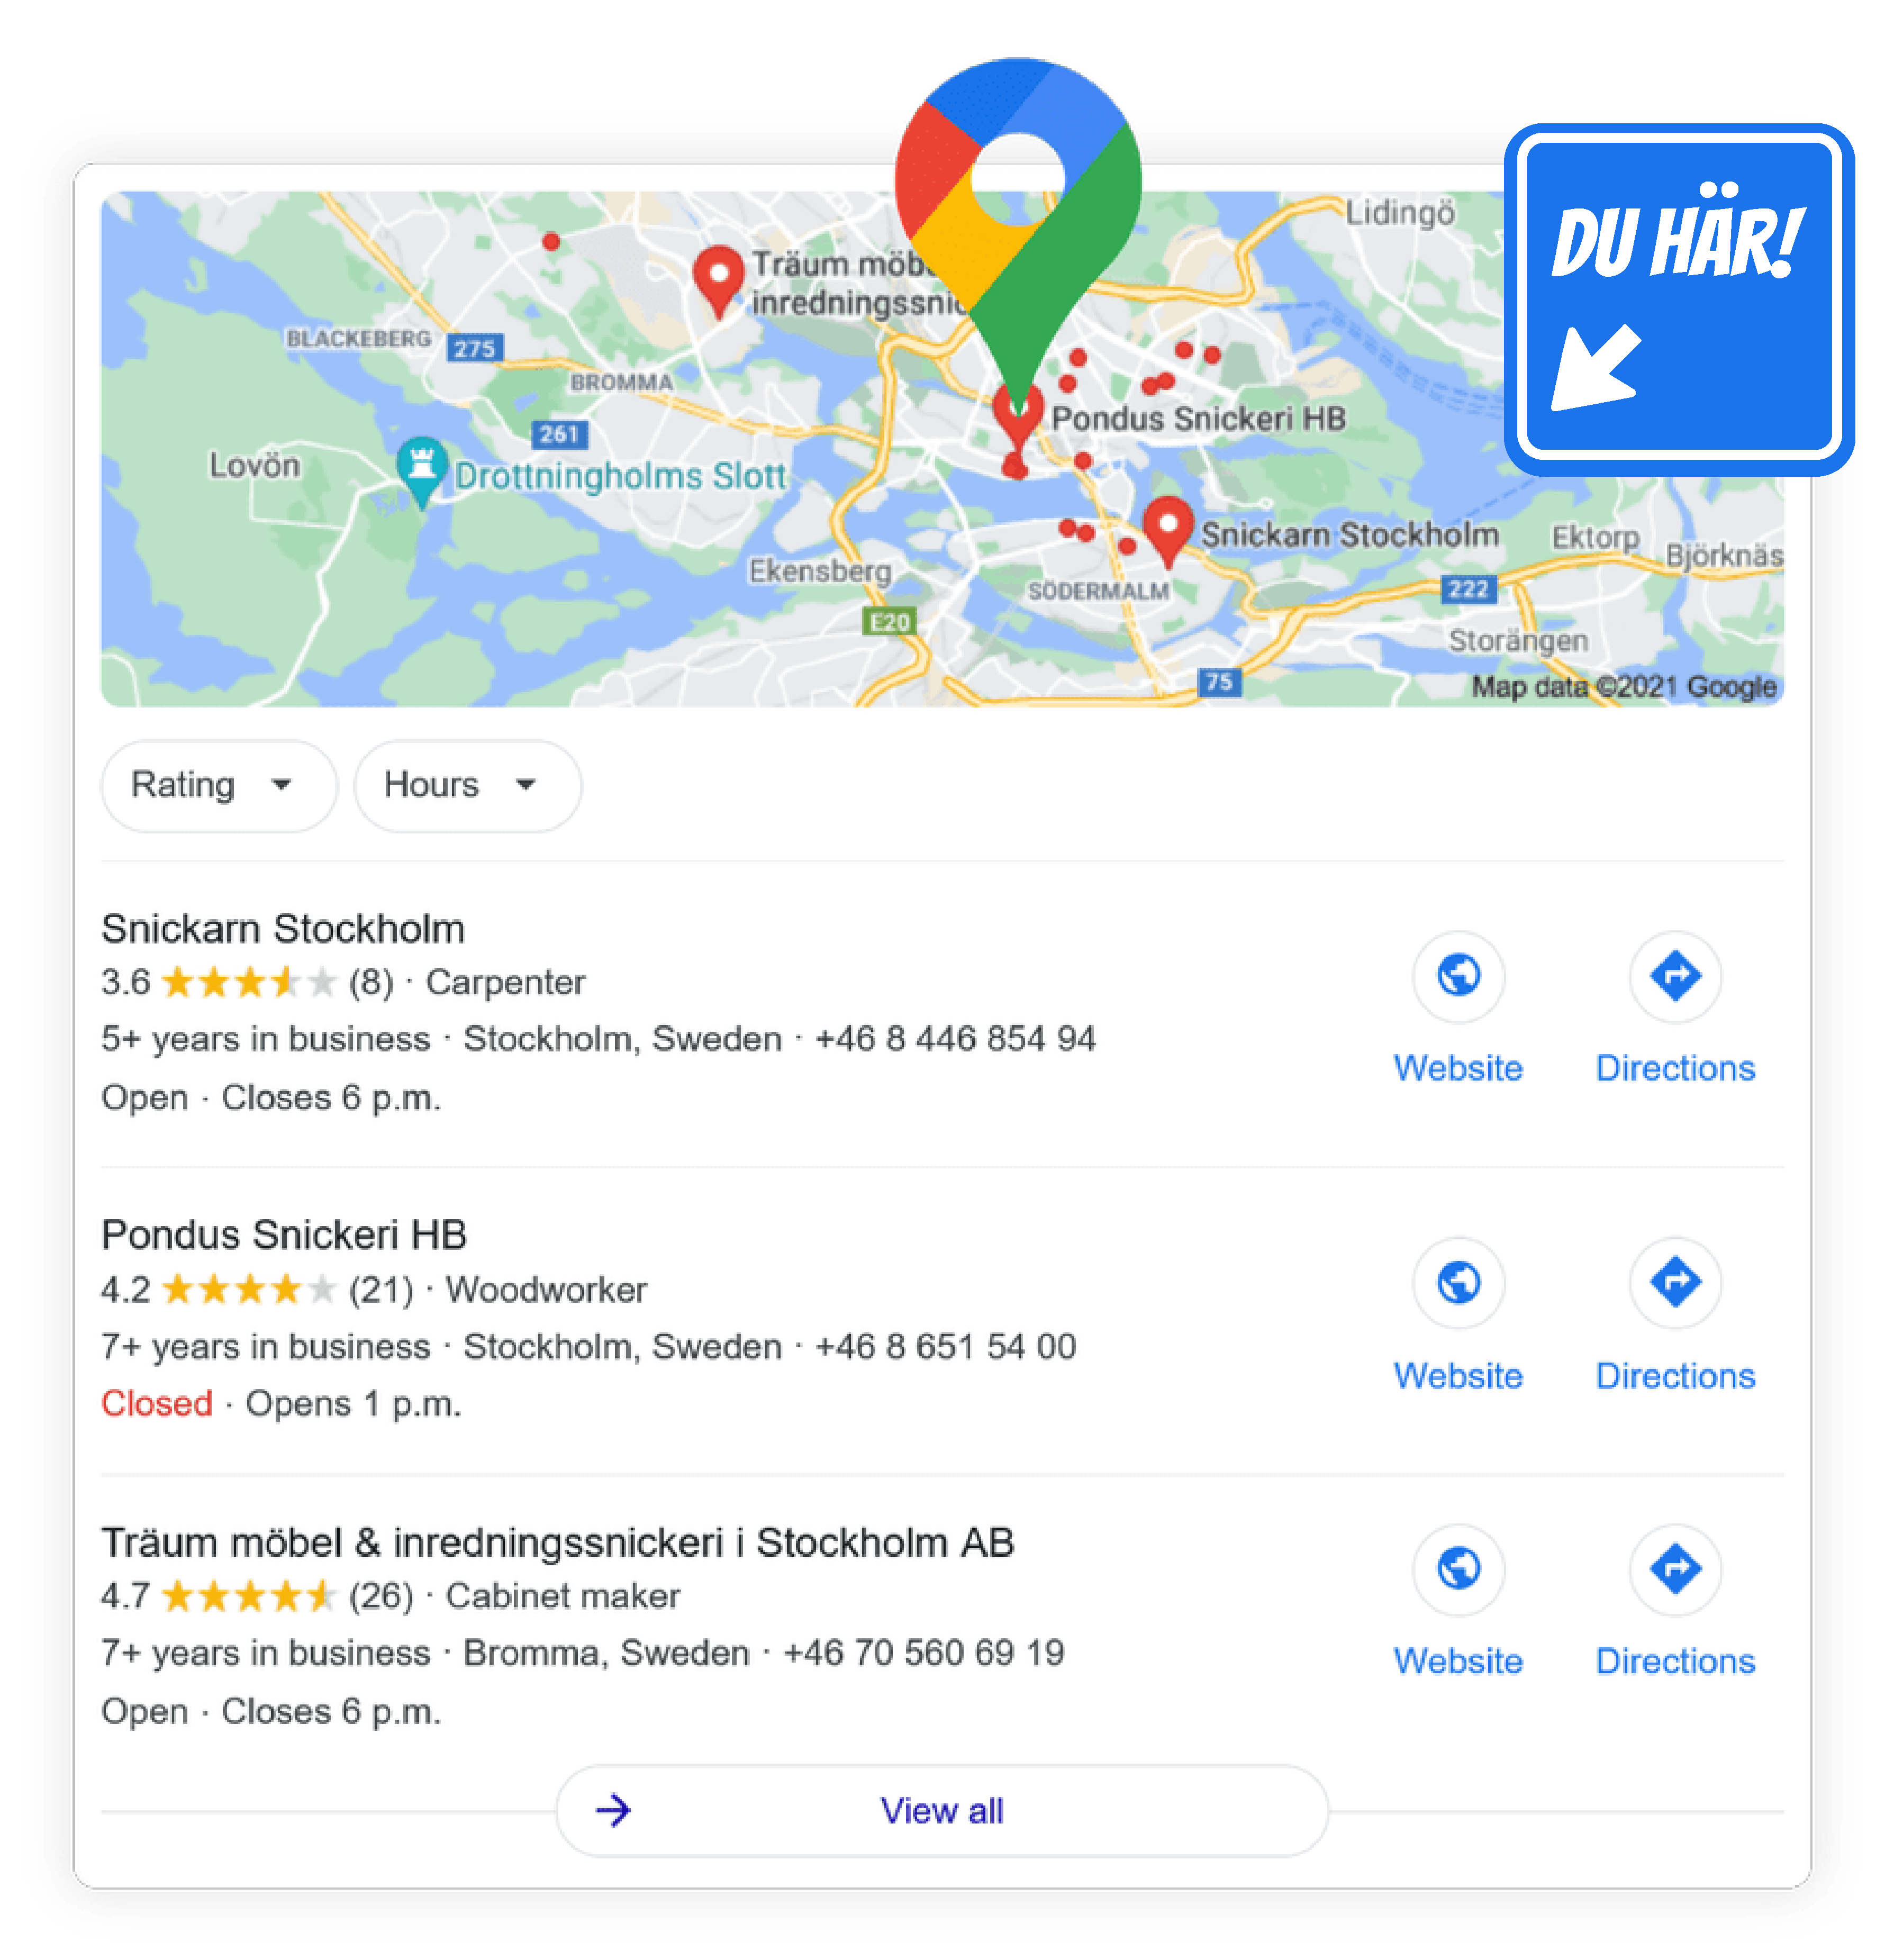 DU HÄR!
Lidingö
Träum möb
inredningssnic
BLACKEBERG
275
BROMMA
261
Pondus Snickeri HB
Lovön
Drottningholms Slott
Snickarn Stockholm
Ektorp
Björknäs
Ekensberg
SÖDERMALM
222
E20
Storängen
75
Map data ©2021 Google
Rating
Hours
Snickarn Stockholm
3.6 (8) · Carpenter
5+ years in business · Stockholm, Sweden · +46 8 446 854 94
Open · Closes 6 p.m.
Website
Directions
Pondus Snickeri HB
4.2 (21) · Woodworker
7+ years in business · Stockholm, Sweden · +46 8 651 54 00
Closed · Opens 1 p.m.
Website
Directions
Träum möbel & inredningssnickeri i Stockholm AB
4.7 (26) · Cabinet maker
7+ years in business · Bromma, Sweden · +46 70 560 69 19
Open · Closes 6 p.m.
Website
Directions
View all